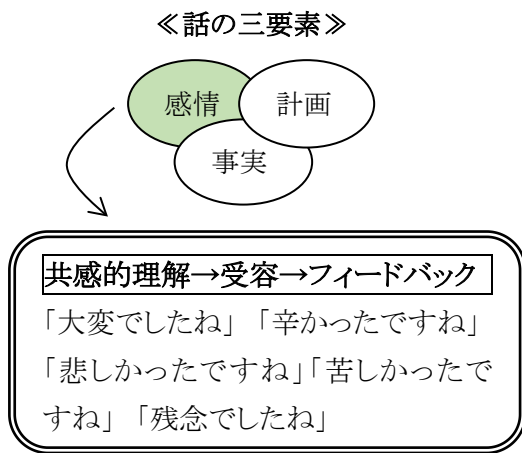 ≪話の三要素≫
感情
計画
事実
共感的理解→受容→フィードバック
「大変でしたね」「辛かったですね」
「悲しかったですね」「苦しかったで
すね」「残念でしたね」